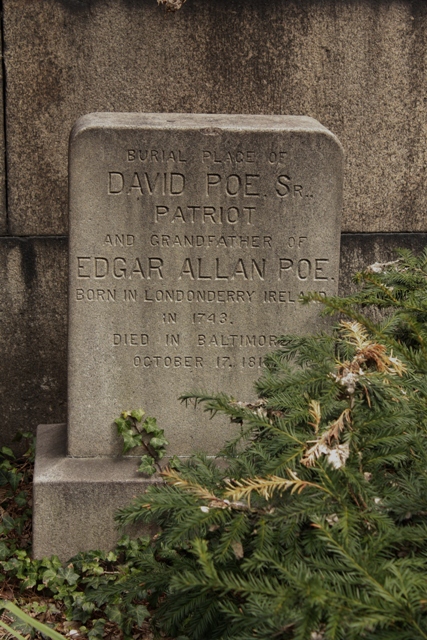 BURIAL PLACE OF
DAVID POE, SR.,
PATRIOT
AND GRANDFATHER OF
EDGAR ALLAN POE.
BORN IN LONDONDERRY IRELAND
IN 1743.
DIED IN BALTIMORE
OCTOBER 17, 181